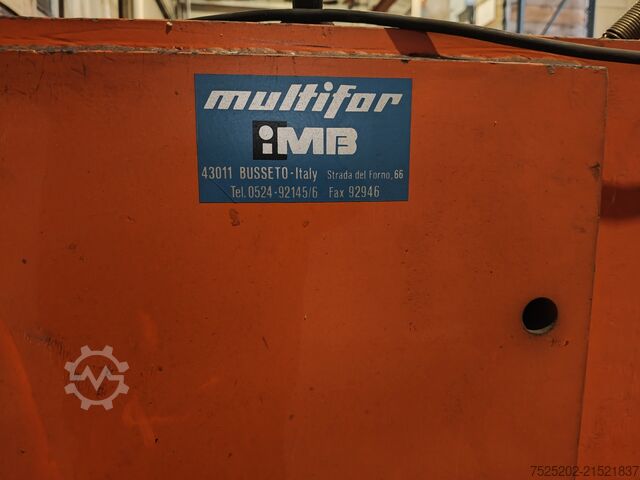 multifor
iMB
43011 BUSSETO-Italy Strada del Forno, 66
Tel. 0524-92145/6 Fax 92946
7525202-21521837